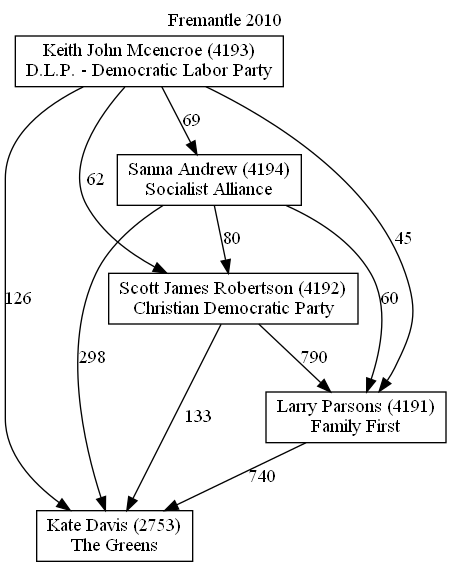 Fremantle 2010
Keith John Mcencroe (4193)
D.L.P. - Democratic Labor Party
69
Sanna Andrew (4194)
Socialist Alliance
62
80
45
Scott James Robertson (4192)
Christian Democratic Party
126
298
60
790
133
Larry Parsons (4191)
Family First
740
Kate Davis (2753)
The Greens